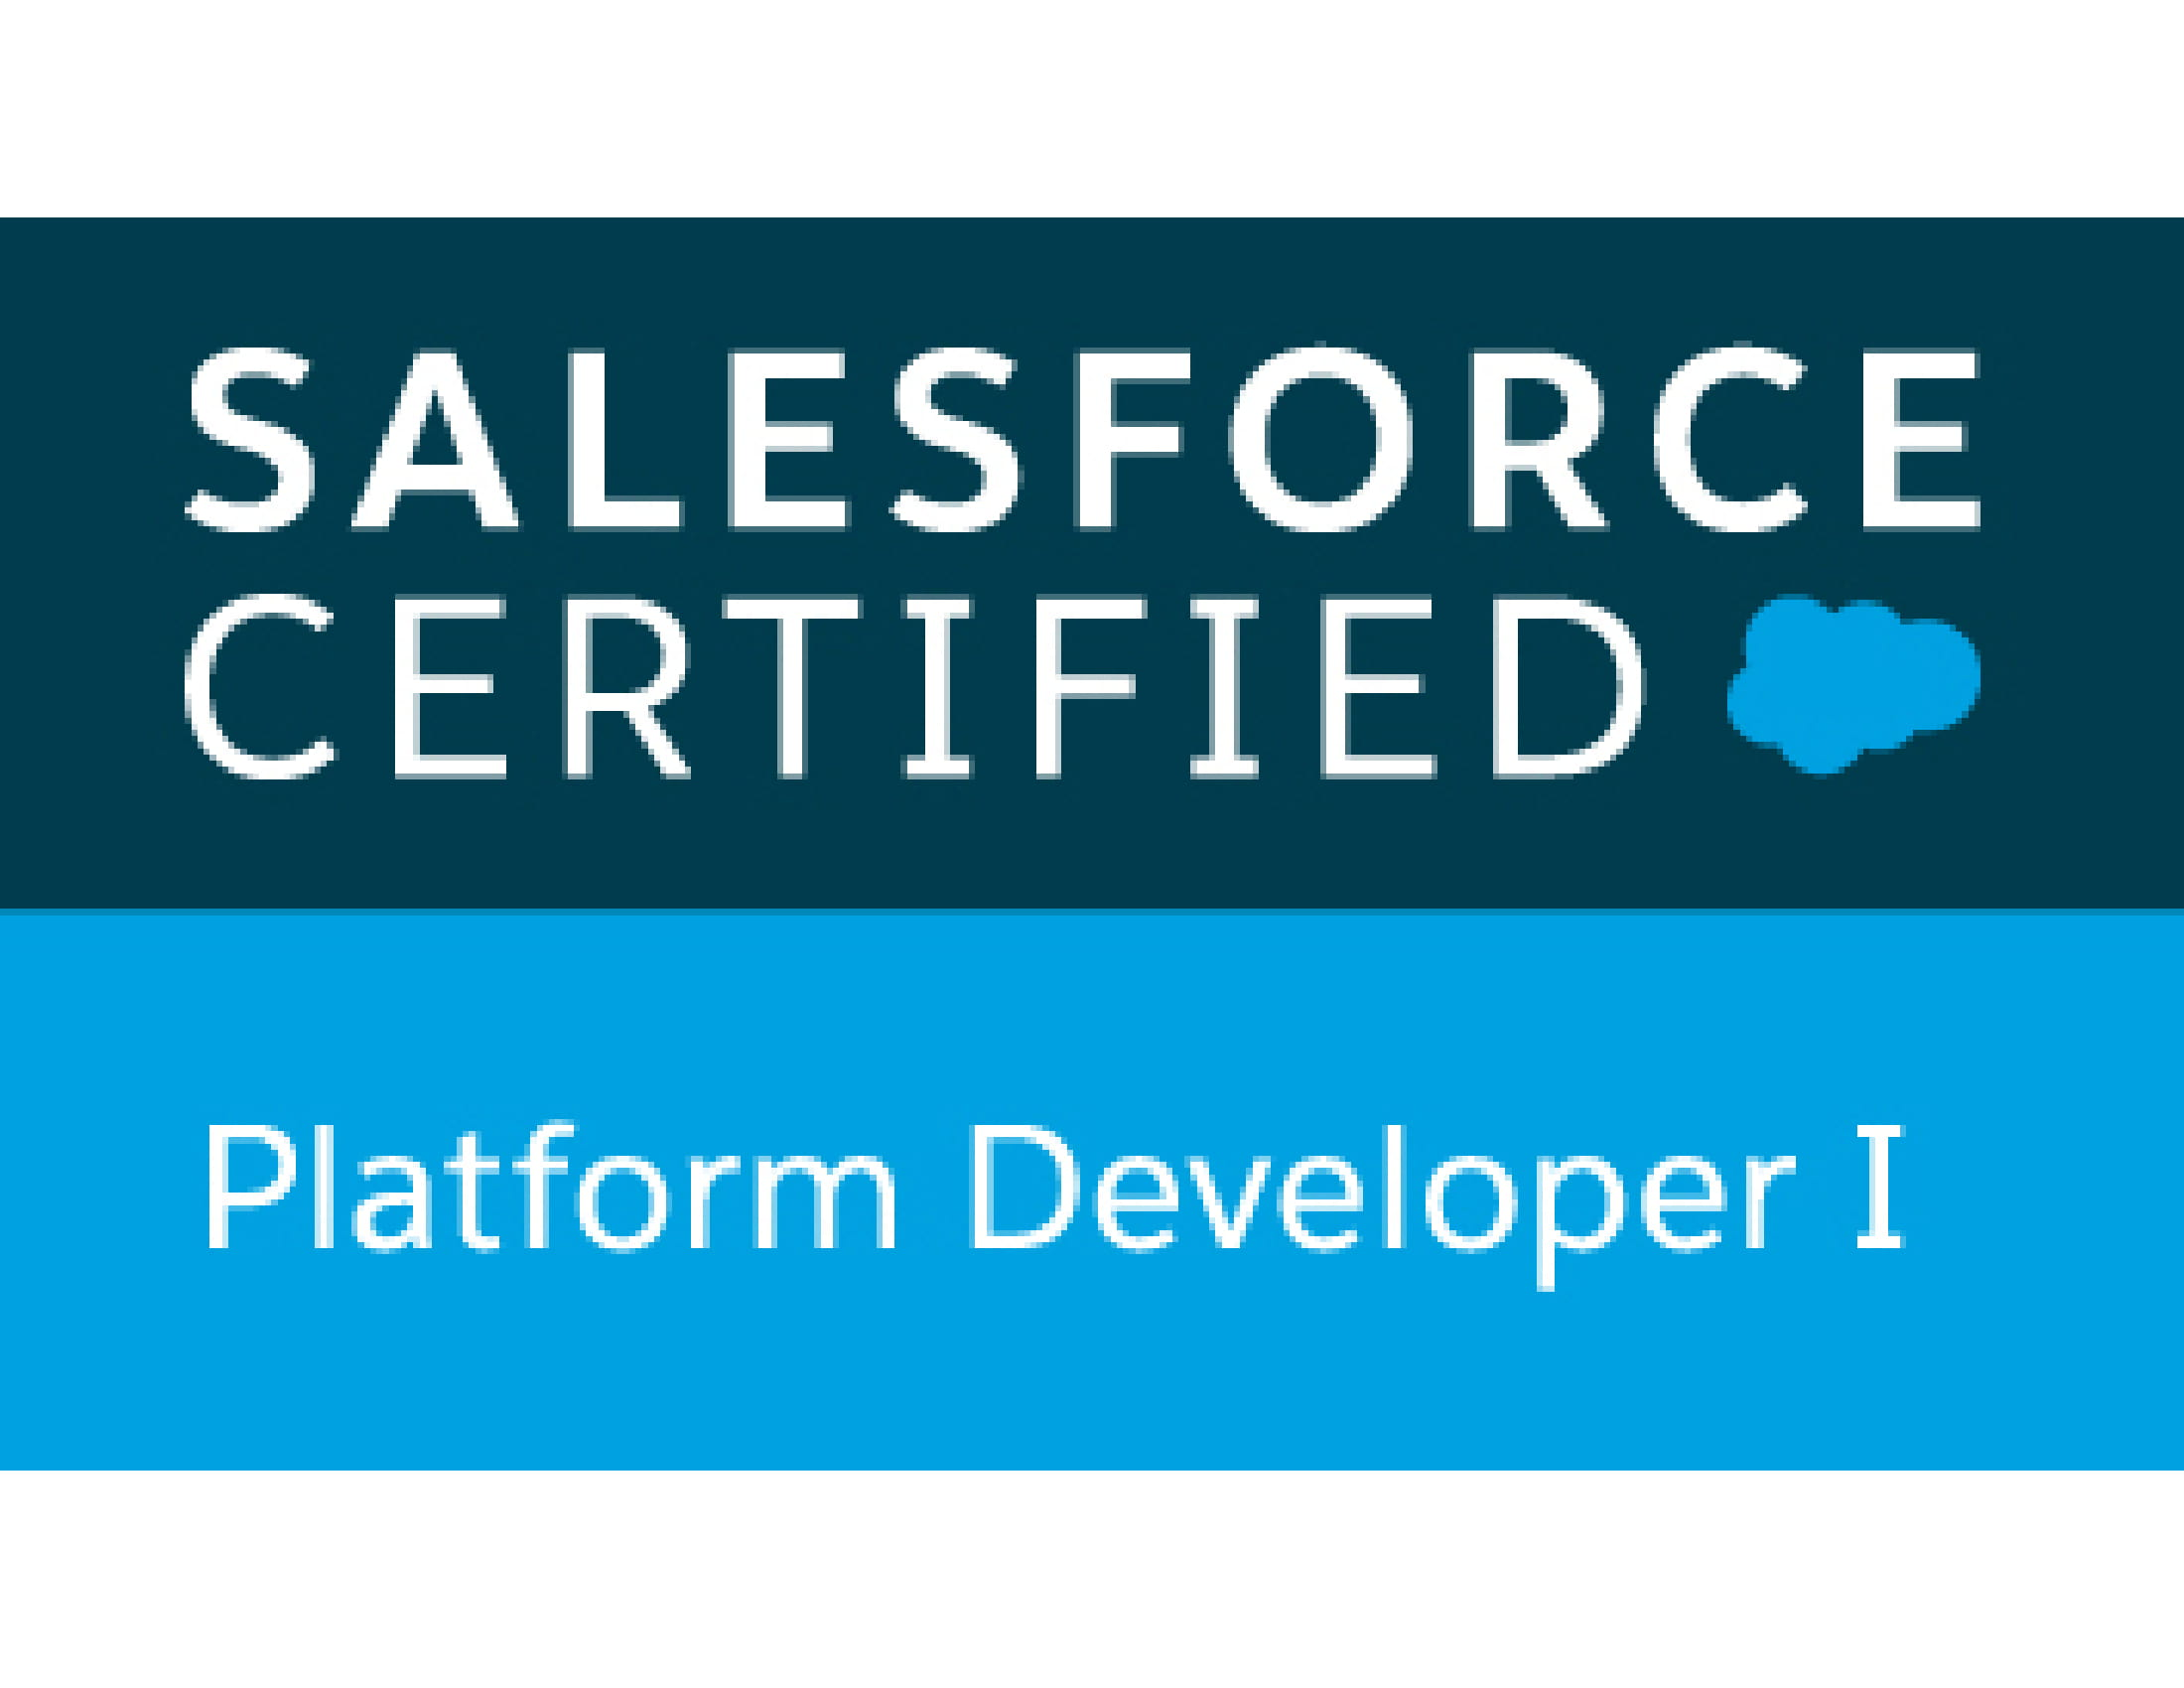 SALESFORCE
CERTIFIED
Platform Developer I